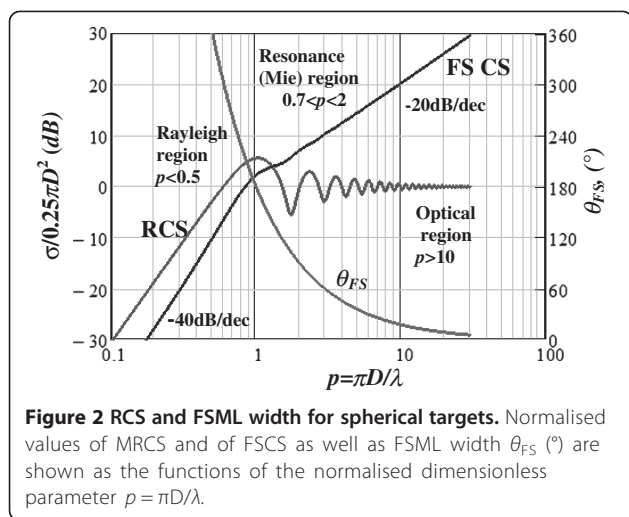 30
20
10
0
−10
−20
−30
σ/0.25πD² (dB)
Resonance
(Mie) region
0.7<p<2
FS CS
-20dB/dec
Rayleigh
region
p<0.5
RCS
Optical
region
p>10
θFS
-40dB/dec
360
300
240
180
120
60
0
θFS, (°)
0.1
1
10
100
p=πD/λ
Figure 2 RCS and FSML width for spherical targets. Normalised
values of MRCS and of FSCS as well as FSML width θFS (°) are
shown as the functions of the normalised dimensionless
parameter p = πD/λ.